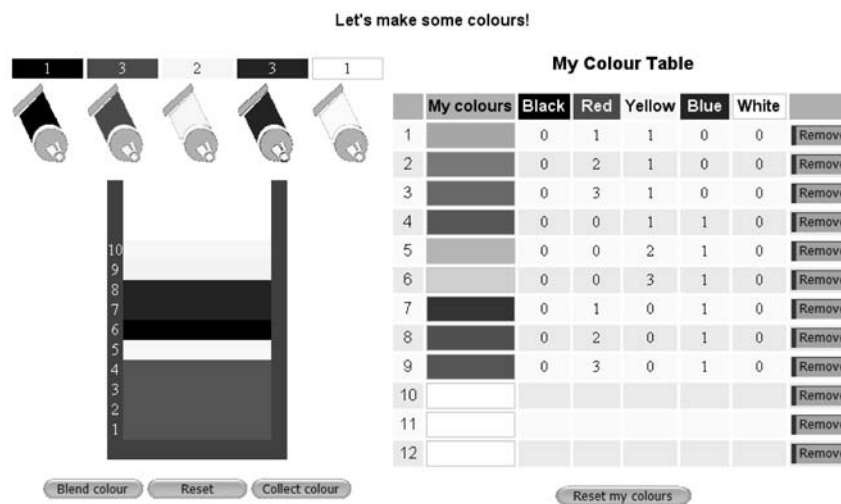 Let's make some colours!
1 3 2 3 1
10
9
8
7
6
5
4
3
2
1
Blend colour Reset Collect colour
My Colour Table
My colours Black Red Yellow Blue White
1 0 1 1 0 0 Remove
2 0 2 1 0 0 Remove
3 0 3 1 0 0 Remove
4 0 0 1 1 0 Remove
5 0 0 2 1 0 Remove
6 0 0 3 1 0 Remove
7 0 1 0 1 0 Remove
8 0 2 0 1 0 Remove
9 0 3 0 1 0 Remove
10 Remove
11 Remove
12 Remove
Reset my colours